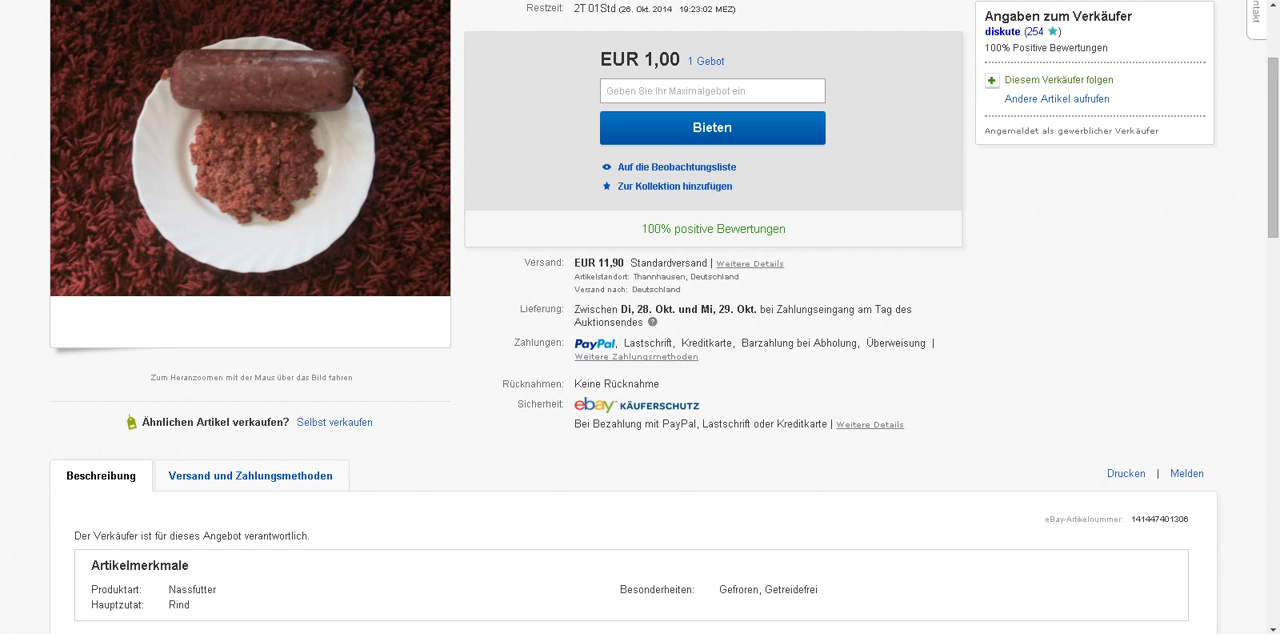 Restzeit: 2T 01Std (26. Okt. 2014 19:23:02 MEZ)
EUR 1,00 1 Gebot
Geben Sie Ihr Maximalgebot ein
Bieten
Auf die Beobachtungsliste
Zur Kollektion hinzufügen
100% positive Bewertungen
Angaben zum Verkäufer
diskute (254 ★)
100% Positive Bewertungen
Diesem Verkäufer folgen
Andere Artikel aufrufen
Angemeldet als gewerblicher Verkäufer
Versand: EUR 11,90 Standardversand | Weitere Details
Artikelstandort: Thannhausen, Deutschland
Versand nach: Deutschland
Lieferung: Zwischen Di, 28. Okt. und Mi, 29. Okt. bei Zahlungseingang am Tag des
Auktionsendes ?
Zahlungen: PayPal, Lastschrift, Kreditkarte, Barzahlung bei Abholung, Überweisung |
Weitere Zahlungsmethoden
Rücknahmen: Keine Rücknahme
Sicherheit: ebay KÄUFERSCHUTZ
Bei Bezahlung mit PayPal, Lastschrift oder Kreditkarte | Weitere Details
Zum Heranzoomen mit der Maus über das Bild fahren
Ähnlichen Artikel verkaufen? Selbst verkaufen
Beschreibung
Versand und Zahlungsmethoden
Drucken | Melden
eBay-Artikelnummer: 141447401306
Der Verkäufer ist für dieses Angebot verantwortlich.
Artikelmerkmale
Produktart: Nassfutter Besonderheiten: Gefroren, Getreidefrei
Hauptzutat: Rind